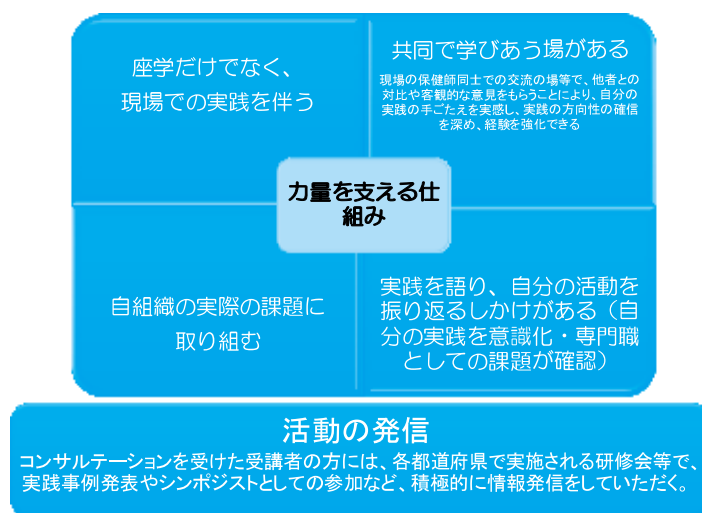 座学だけでなく、
現場での実践を伴う
共同で学びあう場がある
現場の保健師同士での交流の場等で、他者との
対比や客観的な意見をもらうことにより、自分の
実践の手ごたえを実感し、実践の方向性の確信
を深め、経験を強化できる
力量を支える仕
組み
自組織の実際の課題に
取り組む
実践を語り、自分の活動を
振り返るしかけがある（自
分の実践を意識化・専門職
としての課題が確認）
活動の発信
コンサルテーションを受けた受講者の方には、各都道府県で実施される研修会等で、
実践事例発表やシンポジストとしての参加など、積極的に情報発信をしていただく。